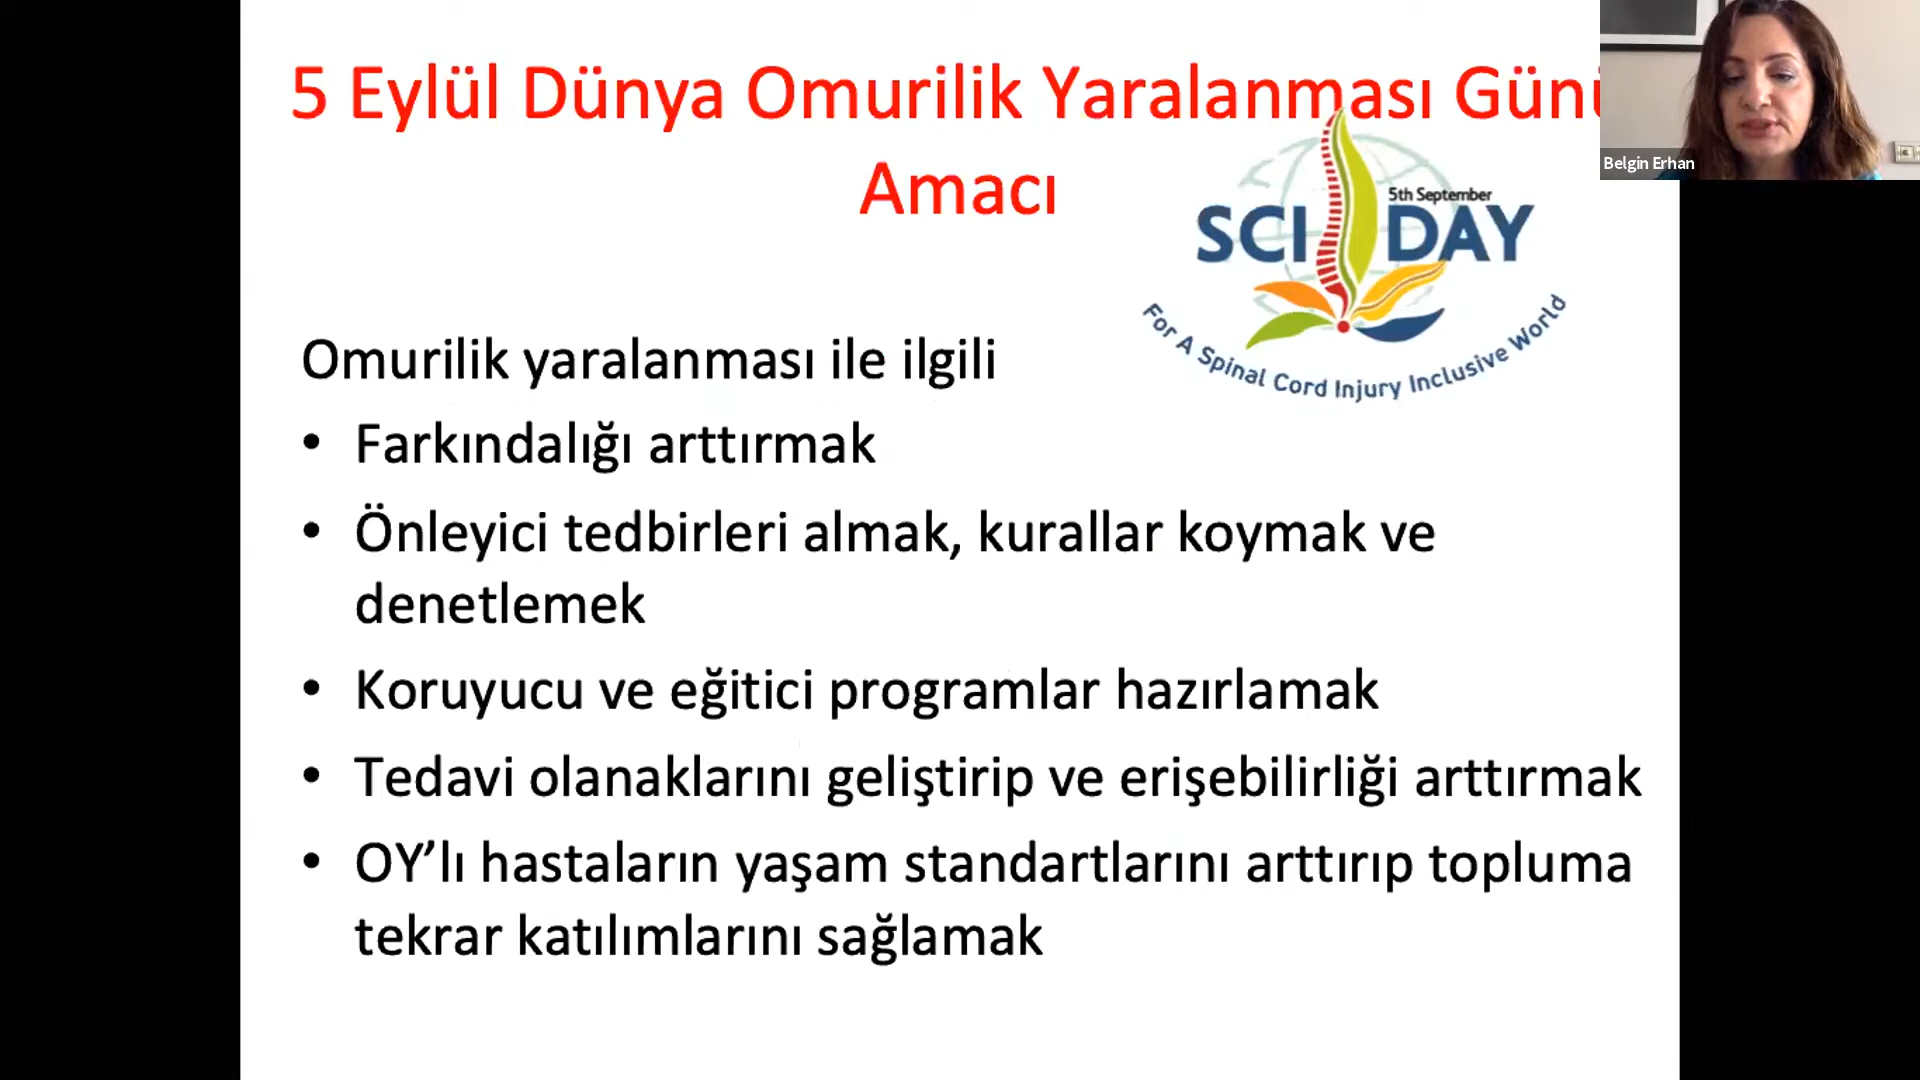 5 Eylül Dünya Omurilik Yaralanması Günü
Amacı
5th September
SCI DAY
For A Spinal Cord Injury Inclusive World
Belgin Erhan
Omurilik yaralanması ile ilgili
• Farkındalığı arttırmak
• Önleyici tedbirleri almak, kurallar koymak ve
denetlemek
• Koruyucu ve eğitici programlar hazırlamak
• Tedavi olanaklarını geliştirip ve erişebilirliği arttırmak
• OY’lı hastaların yaşam standartlarını arttırıp topluma
tekrar katılımlarını sağlamak